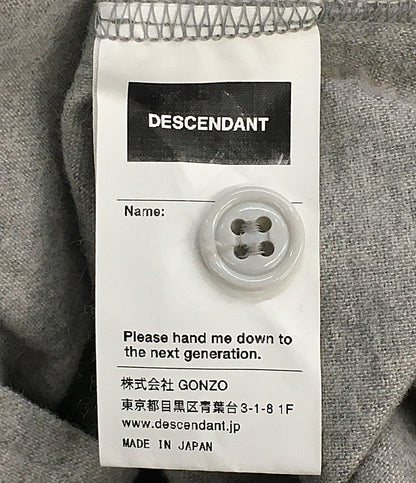 DESCENDANT
Name:
Please hand me down to
the next generation.
株式会社 GONZO
東京都目黒区青葉台3-1-8 1F
www.descendant.jp
MADE IN JAPAN